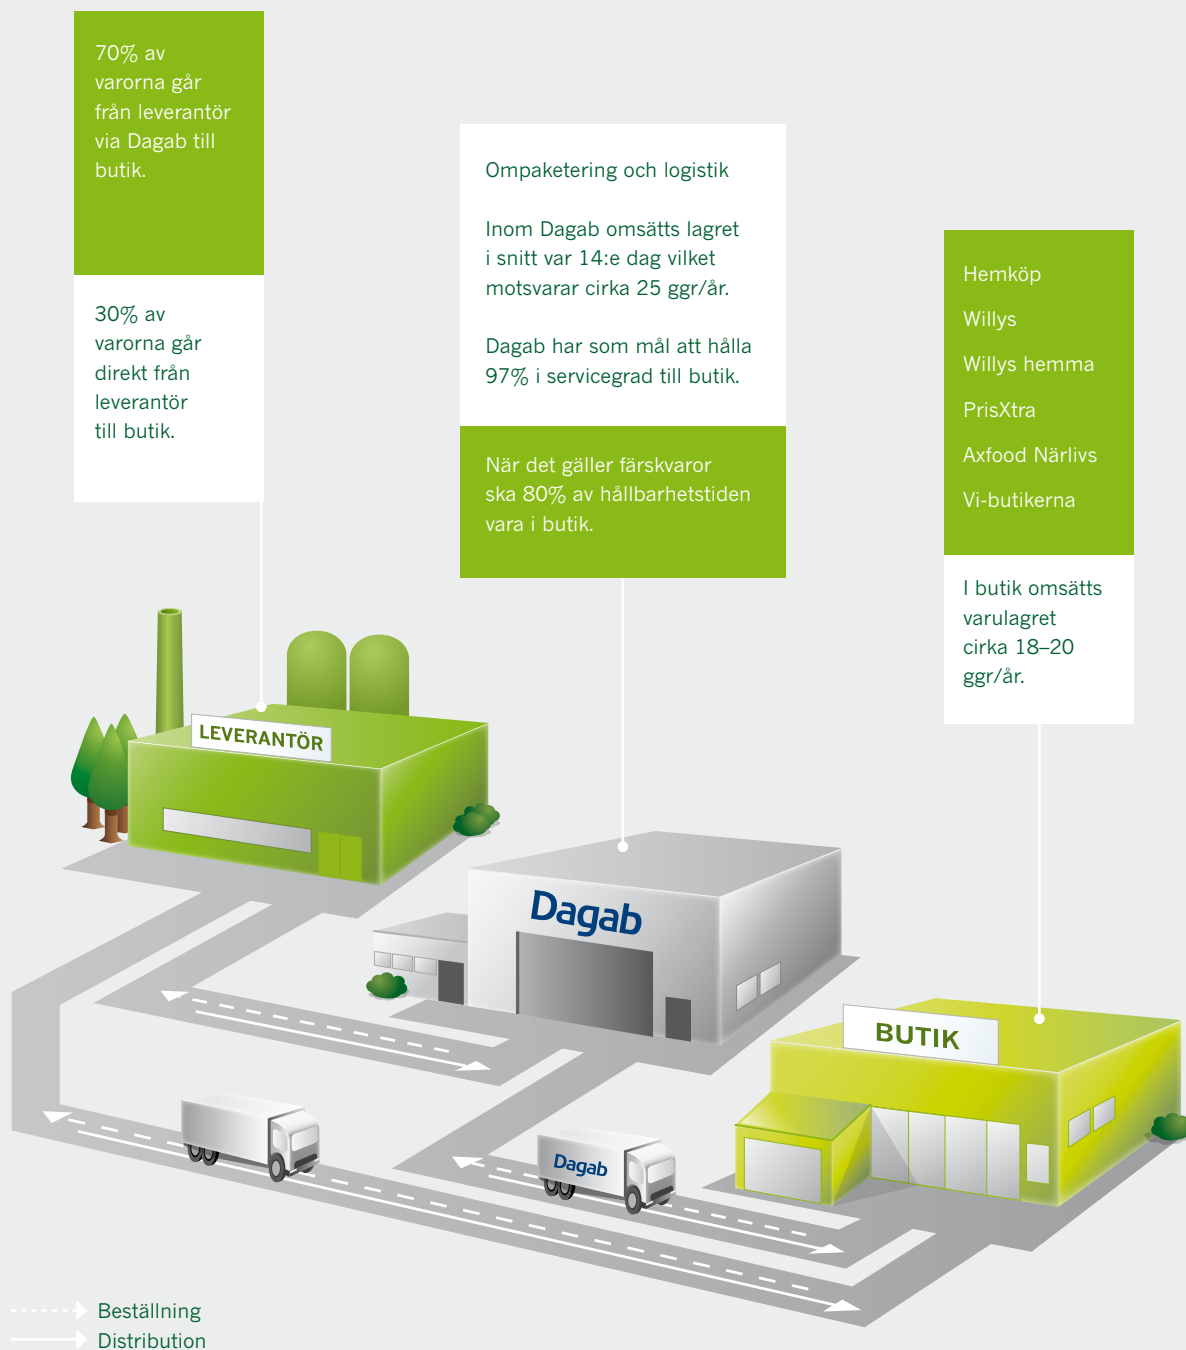 70% av
varorna går
från leverantör
via Dagab till
butik.
30% av
varorna går
direkt från
leverantör
till butik.
Ompaketering och logistik
Inom Dagab omsätts lagret
i snitt var 14:e dag vilket
motsvarar cirka 25 ggr/år.
Dagab har som mål att hålla
97% i servicegrad till butik.
När det gäller färskvaror
ska 80% av hållbarhetstiden
vara i butik.
Hemköp
Willys
Willys hemma
PrisXtra
Axfood Närlivs
Vi-butikerna
I butik omsätts
varulagret
cirka 18–20
ggr/år.
LEVERANTÖR
Dagab
BUTIK
Dagab
Beställning
Distribution